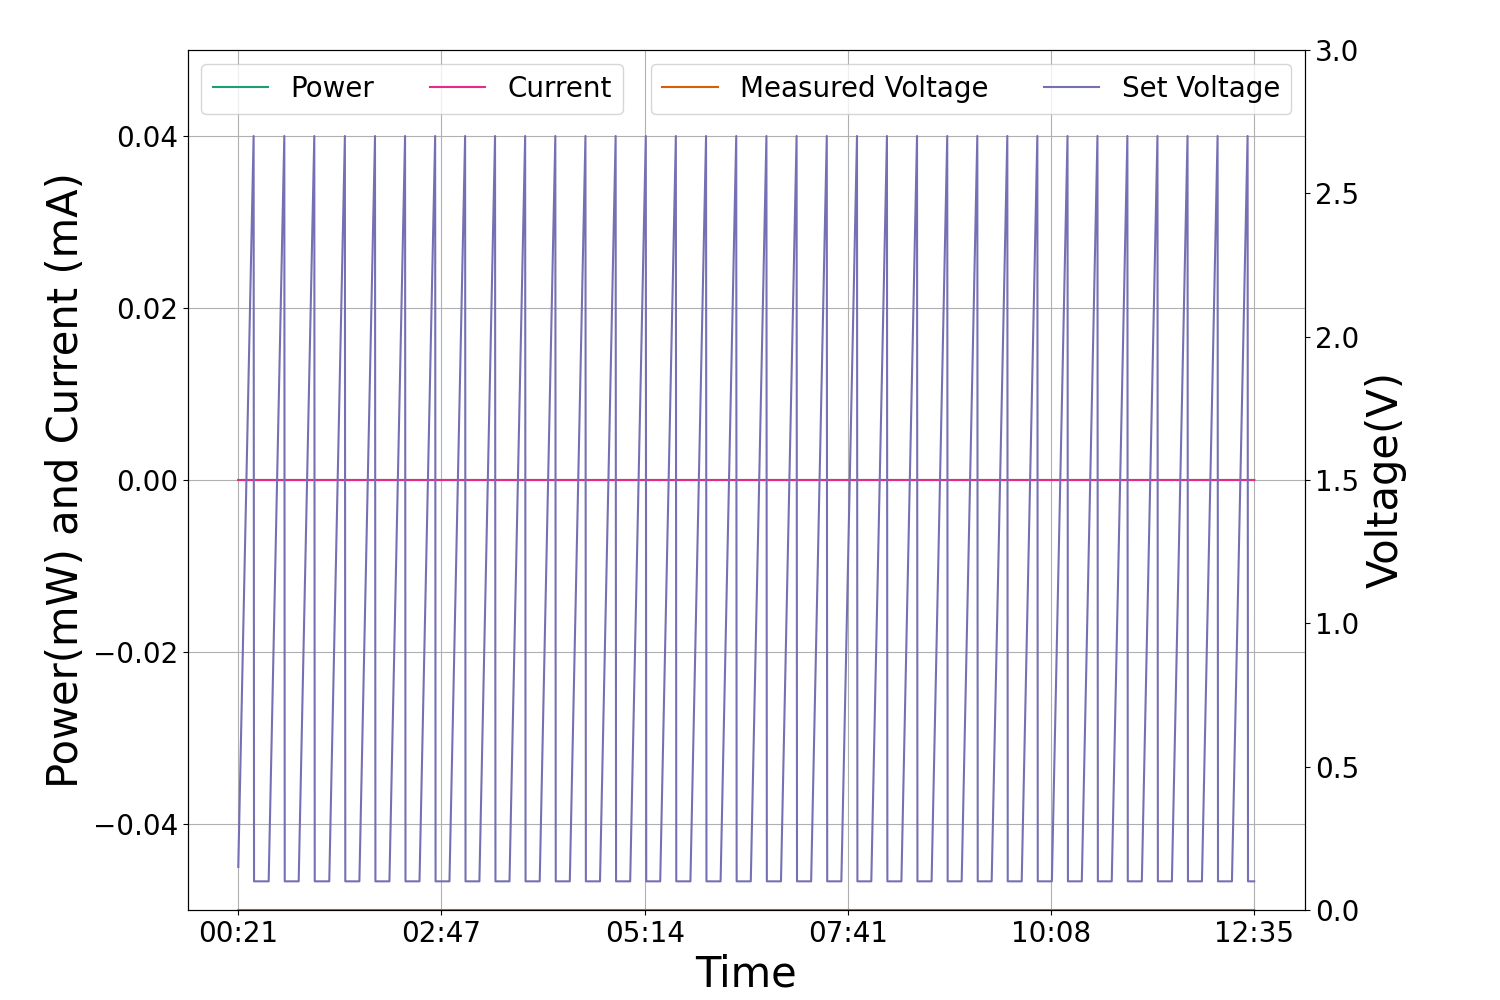 Power Current Measured Voltage Set Voltage
Power(mW) and Current (mA)
0.04
0.02
0.00
−0.02
−0.04
3.0
2.5
2.0
1.5
1.0
0.5
0.0
Voltage(V)
00:21 02:47 05:14 07:41 10:08 12:35
Time